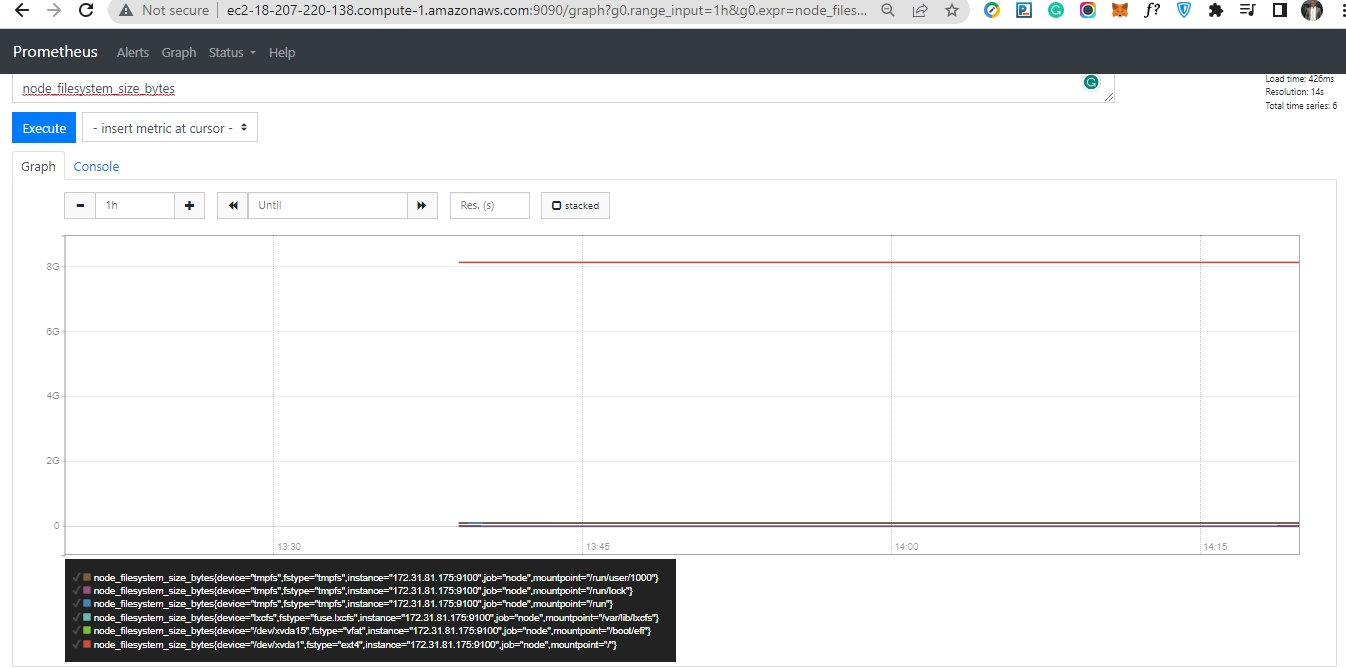 Not secure
ec2-18-207-220-138.compute-1.amazonaws.com:9090/graph?g0.range_input=1h&g0.expr=node_files...
f?
Prometheus Alerts Graph Status Help
node_filesystem_size_bytes
Load time: 426ms
Resolution: 14s
Total time series: 6
Execute
- insert metric at cursor -
Graph Console
1h Until Res. (s) stacked
8G
6G
4G
2G
0
13:30 13:45 14:00 14:15
node_filesystem_size_bytes{device="tmpfs",fstype="tmpfs",instance="172.31.81.175:9100",job="node",mountpoint="/run/user/1000"}
node_filesystem_size_bytes{device="tmpfs",fstype="tmpfs",instance="172.31.81.175:9100",job="node",mountpoint="/run/lock"}
node_filesystem_size_bytes{device="tmpfs",fstype="tmpfs",instance="172.31.81.175:9100",job="node",mountpoint="/run"}
node_filesystem_size_bytes{device="lxcfs",fstype="fuse.lxcfs",instance="172.31.81.175:9100",job="node",mountpoint="/var/lib/lxcfs"}
node_filesystem_size_bytes{device="/dev/xvda15",fstype="vfat",instance="172.31.81.175:9100",job="node",mountpoint="/boot/efi"}
node_filesystem_size_bytes{device="/dev/xvda1",fstype="ext4",instance="172.31.81.175:9100",job="node",mountpoint="/"}